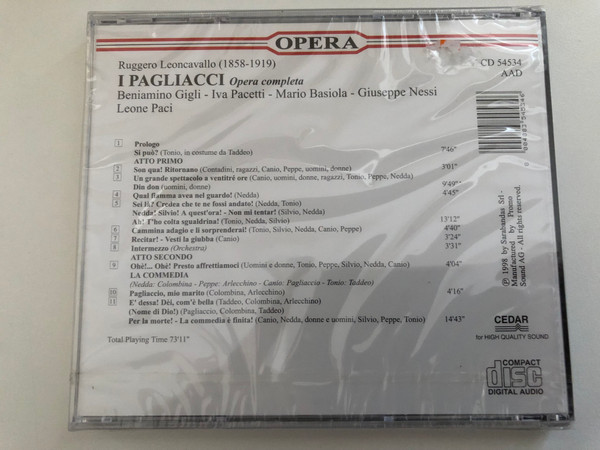 OPERA
Ruggero Leoncavallo (1858-1919)
CD 54534
I PAGLIACCI Opera completa
AAD
Beniamino Gigli - Iva Pacetti - Mario Basiola - Giuseppe Nessi
Leone Paci
1 Prologo
Si può? (Tonio, in costume da Taddeo) 7'46"
ATTO PRIMO
2 Son qua! Ritornano (Contadini, ragazzi, Canio, Peppe, uomini, donne) 3'01"
3 Un grande spettacolo a ventitré ore (Canio, uomini, donne, ragazzi, Tonio, Peppe, Nedda)
Din don (uomini, donne) 9'49"
4 Qual fiamma avea nel guardo! (Nedda) 4'45"
5 Sei là? Credea che te ne fossi andato! (Nedda, Tonio)
Nedda! Silvio! A quest'ora! - Non mi tentar! (Silvio, Nedda)
Ah! T'ho colta sgualdrina! (Tonio, Silvio, Nedda) 13'12"
6 Cammina adagio e li sorprenderai! (Tonio, Silvio, Nedda, Canio, Peppe) 4'40"
7 Recitar! - Vesti la giubba (Canio) 3'24"
8 Intermezzo (Orchestra) 3'31"
ATTO SECONDO
9 Ohè!... Ohè! Presto affrettiamoci (Uomini e donne, Tonio, Peppe, Silvio, Nedda, Canio) 4'04"
LA COMMEDIA
(Nedda: Colombina - Peppe: Arlecchino - Canio: Pagliaccio - Tonio: Taddeo)
10 Pagliaccio, mio marito (Colombina, Arlecchino) 4'16"
11 E' dessa! Dèi, com'è bella (Taddeo, Colombina, Arlecchino)
(Nome di Dio!) (Pagliaccio, Colombina, Taddeo)
Per la morte! - La commedia è finita! (Canio, Nedda, donne e uomini, Silvio, Peppe, Tonio) 14'43"
Total Playing Time 73'11"
℗ 1998 by Sarabandas Srl -
Manufactured by Promo
Sound AG - All rights reserved.
CEDAR
for HIGH QUALITY SOUND
COMPACT
disc
DIGITAL AUDIO